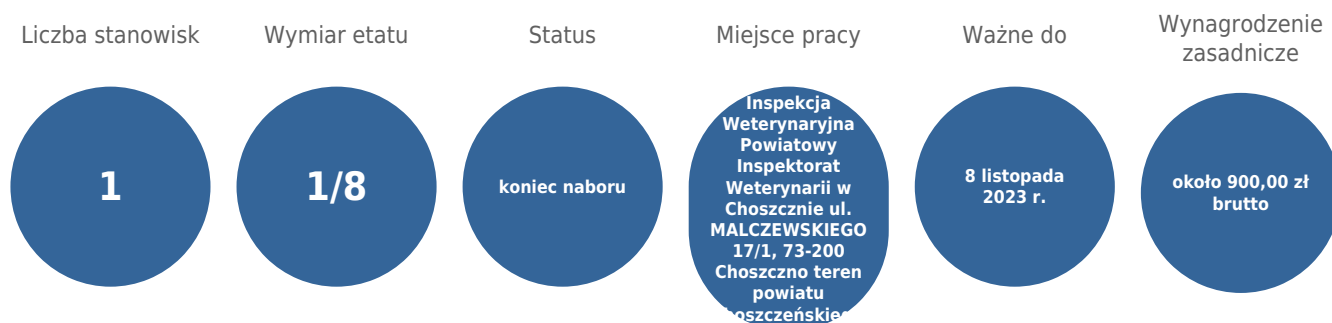 Liczba stanowisk
1
Wymiar etatu
1/8
Status
koniec naboru
Miejsce pracy
Inspekcja
Weterynaryjna
Powiatowy
Inspektorat
Weterynarii w
Choszcznie ul.
MALCZEWSKIEGO
17/1, 73-200
Choszczno teren
powiatu
Ważne do
8 listopada
2023 r.
Wynagrodzenie
zasadnicze
około 900,00 zł
brutto